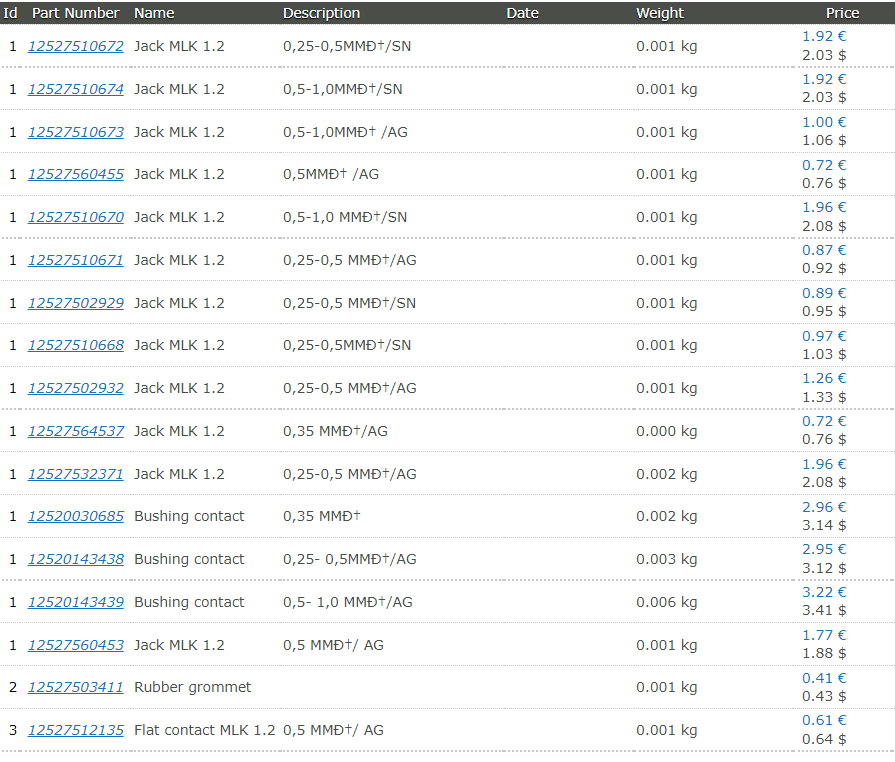 Id Part Number Name Description Date Weight Price
1 12527510672 Jack MLK 1.2 0,25-0,5MMĐ†/SN 0.001 kg 1.92 €
2.03 $
1 12527510674 Jack MLK 1.2 0,5-1,0MMĐ†/SN 0.001 kg 1.92 €
2.03 $
1 12527510673 Jack MLK 1.2 0,5-1,0MMĐ† /AG 0.001 kg 1.00 €
1.06 $
1 12527560455 Jack MLK 1.2 0,5MMĐ† /AG 0.001 kg 0.72 €
0.76 $
1 12527510670 Jack MLK 1.2 0,5-1,0 MMĐ†/SN 0.001 kg 1.96 €
2.08 $
1 12527510671 Jack MLK 1.2 0,25-0,5 MMĐ†/AG 0.001 kg 0.87 €
0.92 $
1 12527502929 Jack MLK 1.2 0,25-0,5 MMĐ†/SN 0.001 kg 0.89 €
0.95 $
1 12527510668 Jack MLK 1.2 0,25-0,5MMĐ†/SN 0.001 kg 0.97 €
1.03 $
1 12527502932 Jack MLK 1.2 0,25-0,5 MMĐ†/AG 0.001 kg 1.26 €
1.33 $
1 12527564537 Jack MLK 1.2 0,35 MMĐ†/AG 0.000 kg 0.72 €
0.76 $
1 12527532371 Jack MLK 1.2 0,25-0,5 MMĐ†/AG 0.002 kg 1.96 €
2.08 $
1 12520030685 Bushing contact 0,35 MMĐ† 0.002 kg 2.96 €
3.14 $
1 12520143438 Bushing contact 0,25- 0,5MMĐ†/AG 0.003 kg 2.95 €
3.12 $
1 12520143439 Bushing contact 0,5- 1,0 MMĐ†/AG 0.006 kg 3.22 €
3.41 $
1 12527560453 Jack MLK 1.2 0,5 MMĐ†/ AG 0.001 kg 1.77 €
1.88 $
2 12527503411 Rubber grommet 0.001 kg 0.41 €
0.43 $
3 12527512135 Flat contact MLK 1.2 0,5 MMĐ†/ AG 0.001 kg 0.61 €
0.64 $